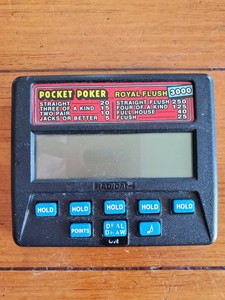 POCKET POKER ROYAL FLUSH 3000
STRAIGHT 20 STRAIGHT FLUSH 250
THREE OF A KIND 15 FOUR OF A KIND 125
TWO PAIR 10 FULL HOUSE 40
JACKS OR BETTER 5 FLUSH 25
RADICA
HOLD HOLD HOLD HOLD HOLD
POINTS DEAL
DRAW
ON